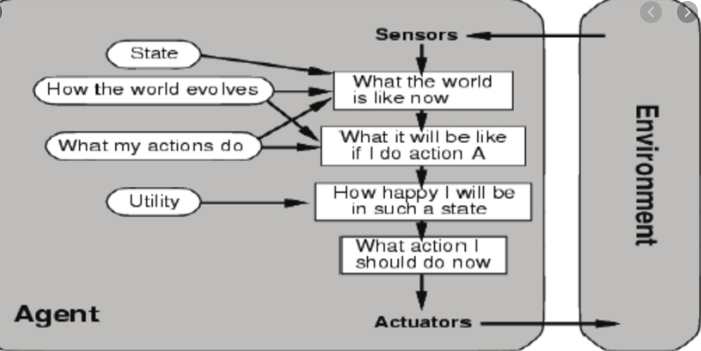 Sensors
State
How the world evolves
What the world
is like now
What my actions do
What it will be like
if I do action A
Utility
How happy I will be
in such a state
What action I
should do now
Agent
Actuators
Environment